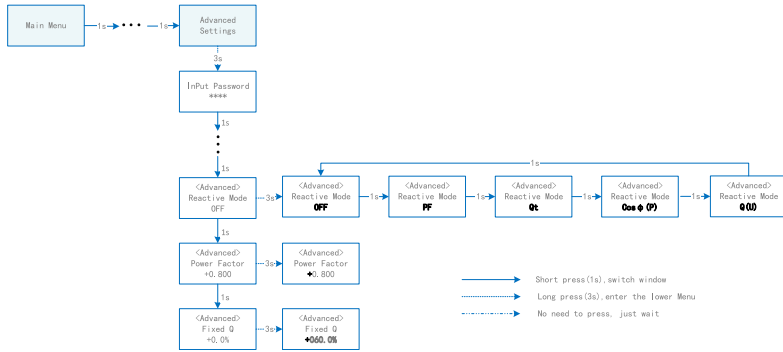 Main Menu
1s
•••
1s
Advanced
Settings
3s
InPut Password
****
1s
1s
<Advanced>
Reactive Mode
OFF
3s
<Advanced>
Reactive Mode
OFF
1s
<Advanced>
Reactive Mode
PF
1s
<Advanced>
Reactive Mode
Qt
1s
<Advanced>
Reactive Mode
Cos φ (P)
1s
<Advanced>
Reactive Mode
Q(U)
1s
1s
<Advanced>
Power Factor
+0.800
3s
<Advanced>
Power Factor
+0.800
1s
<Advanced>
Fixed Q
+0.0%
3s
<Advanced>
Fixed Q
+060.0%
Short press(1s),switch window
Long press(3s),enter the lower Menu
No need to press, just wait